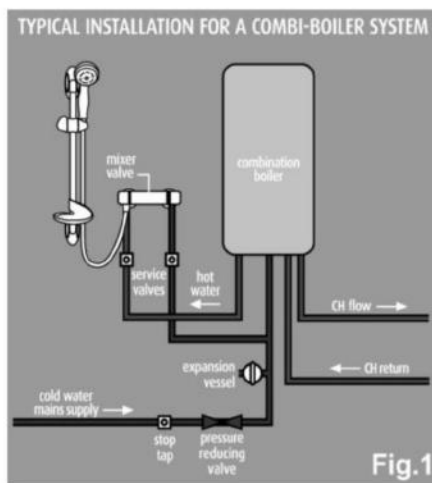 TYPICAL INSTALLATION FOR A COMBI-BOILER SYSTEM
mixer
valve
combination
boiler
service
valves
hot
water
CH flow
expansion
vessel
CH return
cold water
mains supply
stop
tap
pressure
reducing
valve
Fig.1